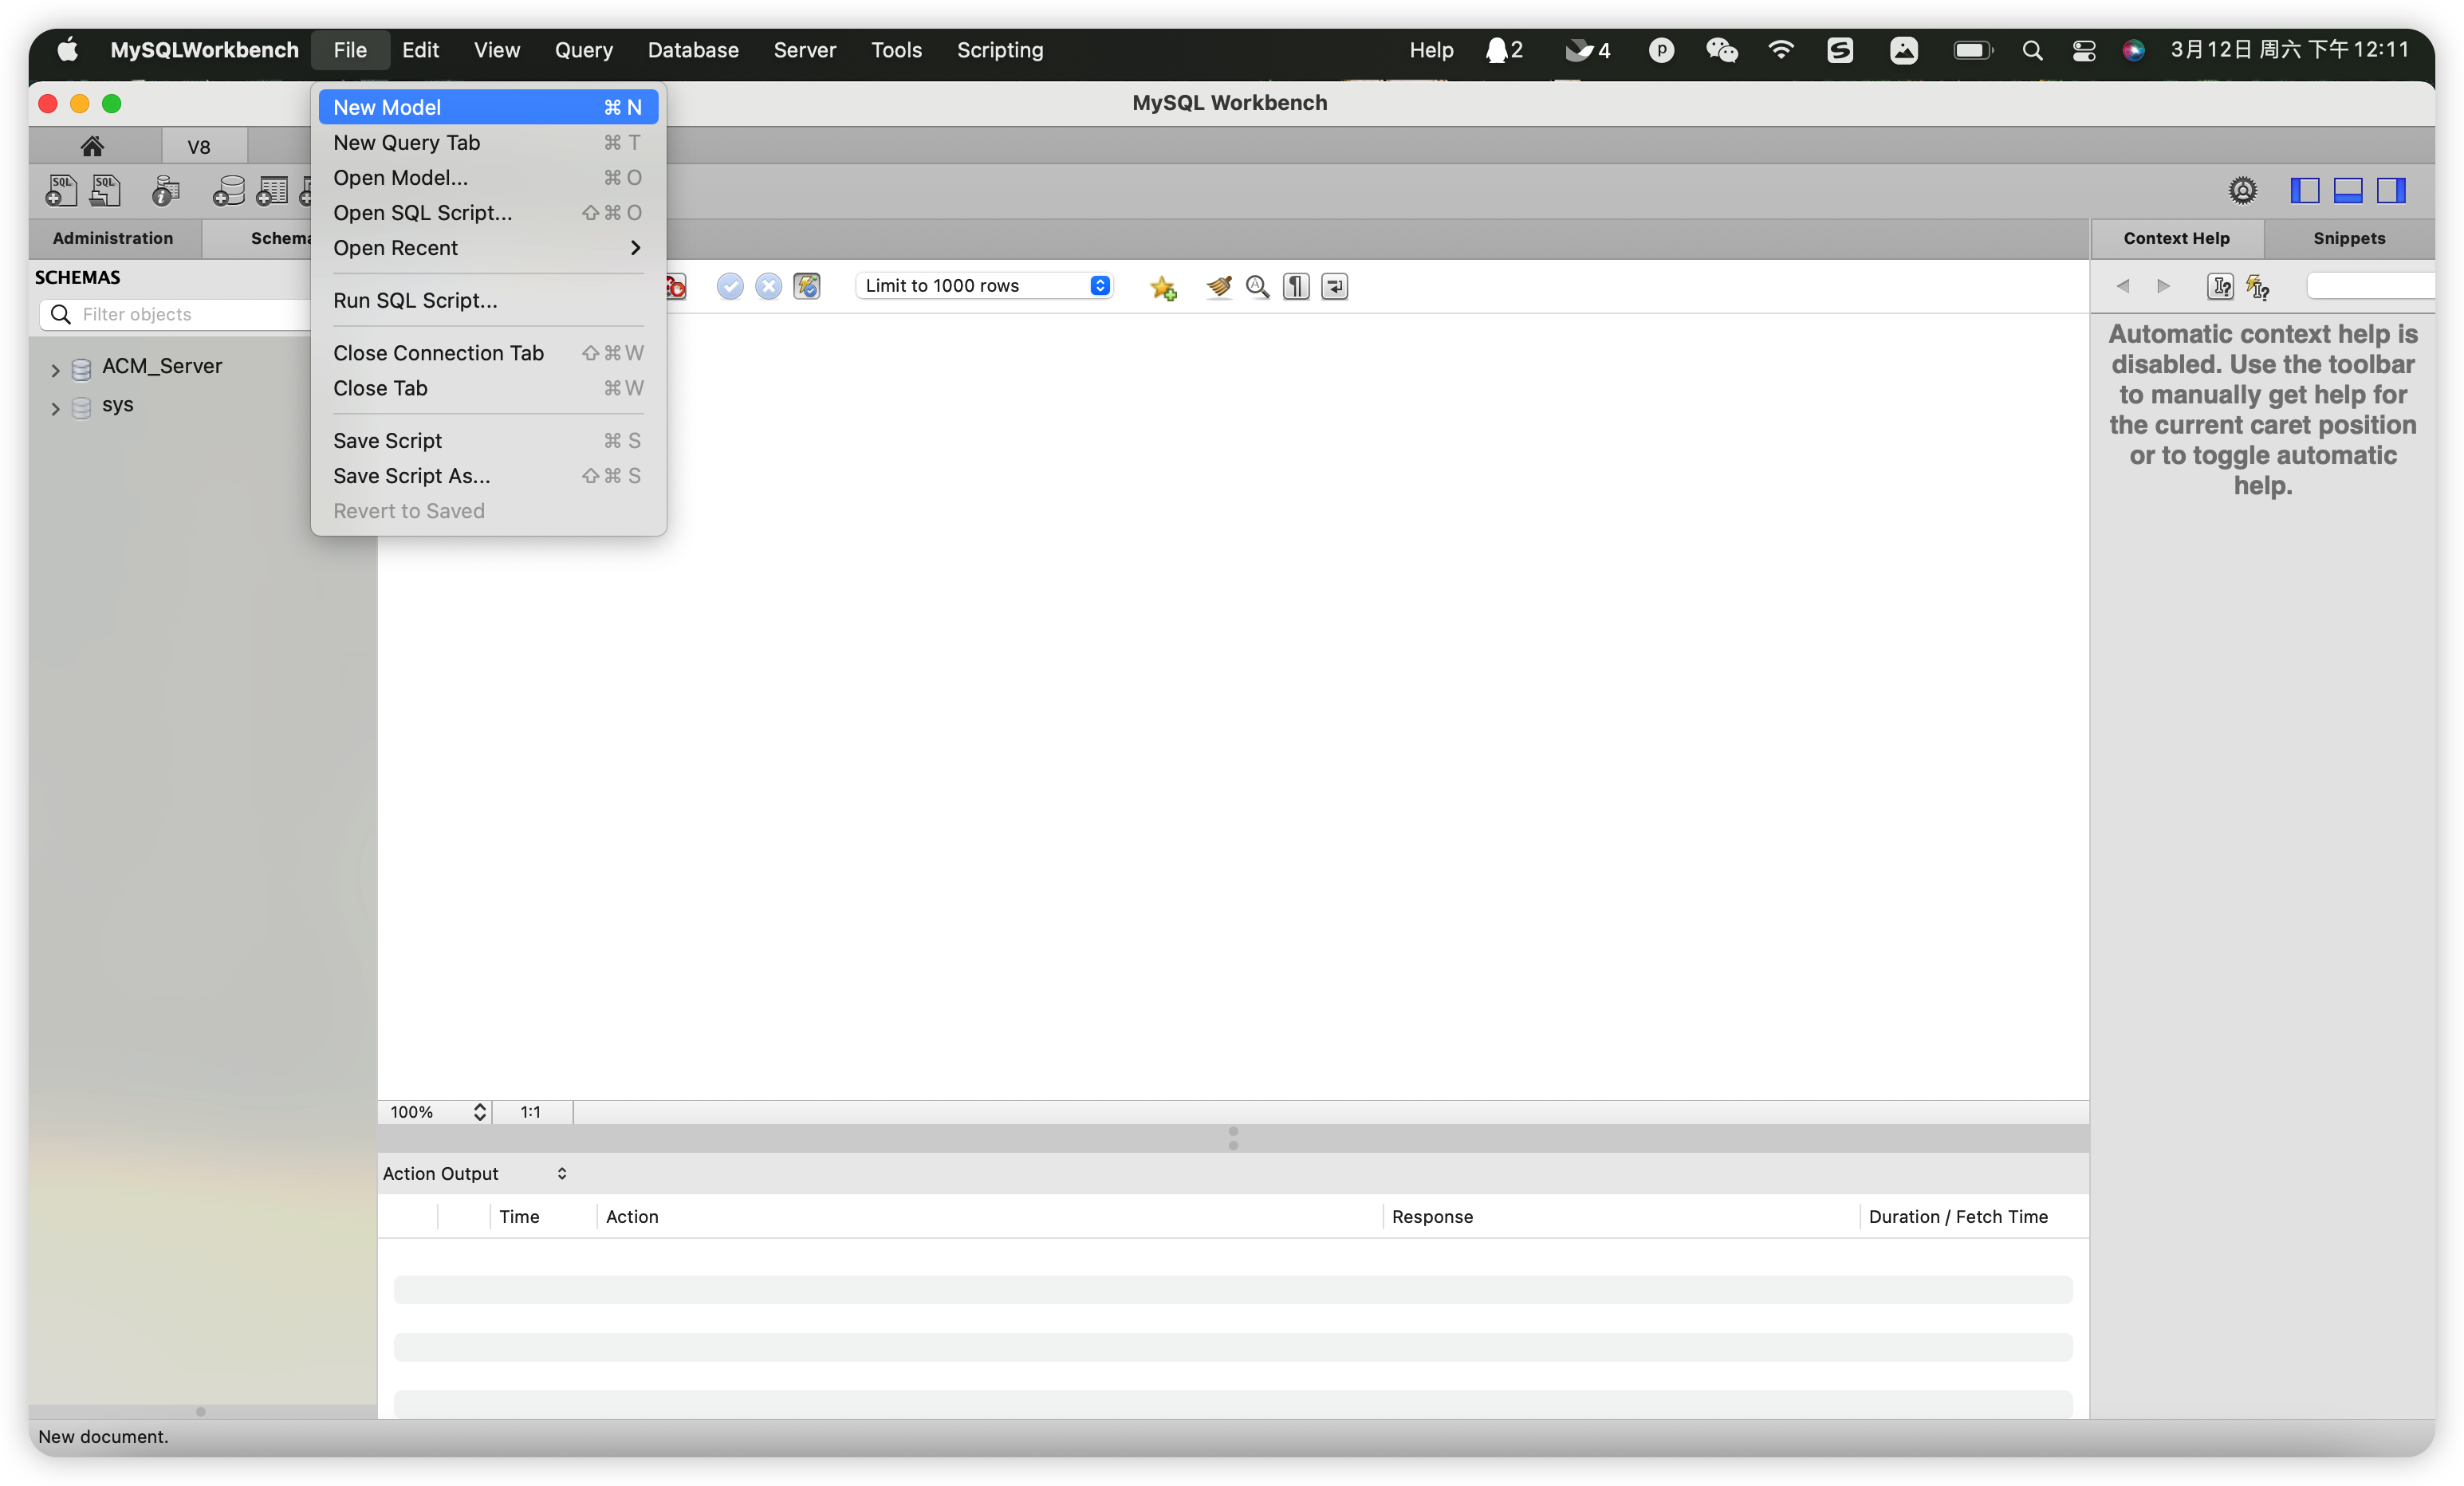 MySQLWorkbench File Edit View Query Database Server Tools Scripting Help 2 4 P S 3月12日 周六 下午12:11
MySQL Workbench
V8
SQL SQL
Administration
Schema
Context Help
Snippets
SCHEMAS
Filter objects
ACM_Server
sys
New Model ⌘ N
New Query Tab ⌘ T
Open Model... ⌘ O
Open SQL Script... ⇧ ⌘ O
Open Recent
Run SQL Script...
Close Connection Tab ⇧ ⌘ W
Close Tab ⌘ W
Save Script ⌘ S
Save Script As... ⇧ ⌘ S
Revert to Saved
Limit to 1000 rows
Automatic context help is
disabled. Use the toolbar
to manually get help for
the current caret position
or to toggle automatic
help.
100% 1:1
Action Output
Time Action Response Duration / Fetch Time
New document.